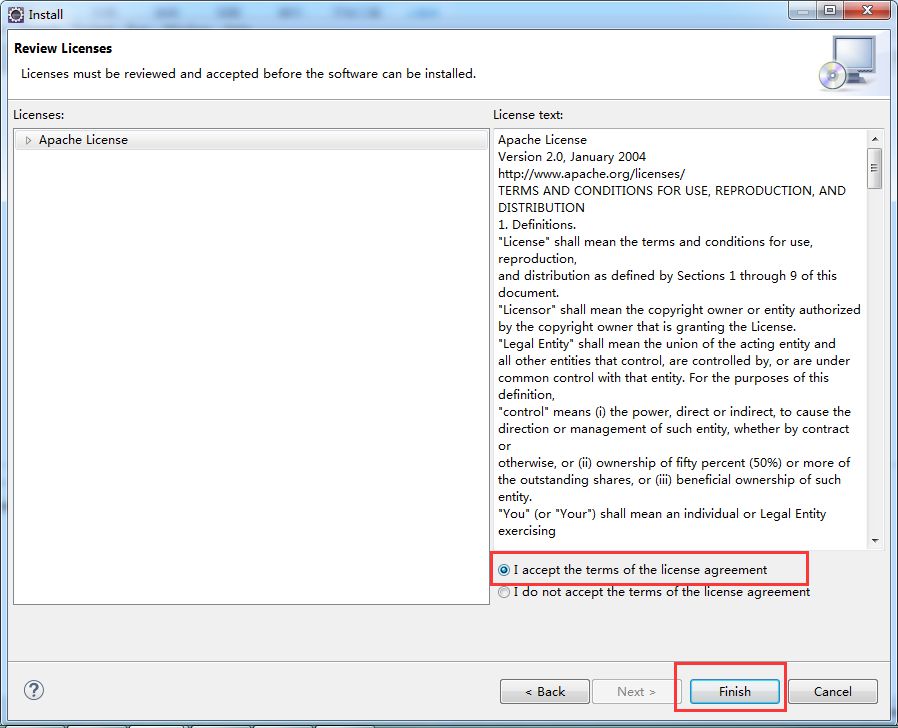 Install
Review Licenses
Licenses must be reviewed and accepted before the software can be installed.
Licenses:
Apache License
License text:
Apache License
Version 2.0, January 2004
http://www.apache.org/licenses/
TERMS AND CONDITIONS FOR USE, REPRODUCTION, AND
DISTRIBUTION
1. Definitions.
"License" shall mean the terms and conditions for use,
reproduction,
and distribution as defined by Sections 1 through 9 of this
document.
"Licensor" shall mean the copyright owner or entity authorized
by the copyright owner that is granting the License.
"Legal Entity" shall mean the union of the acting entity and
all other entities that control, are controlled by, or are under
common control with that entity. For the purposes of this
definition,
"control" means (i) the power, direct or indirect, to cause the
direction or management of such entity, whether by contract
or
otherwise, or (ii) ownership of fifty percent (50%) or more of
the outstanding shares, or (iii) beneficial ownership of such
entity.
"You" (or "Your") shall mean an individual or Legal Entity
exercising
I accept the terms of the license agreement
I do not accept the terms of the license agreement
?
< Back
Next >
Finish
Cancel